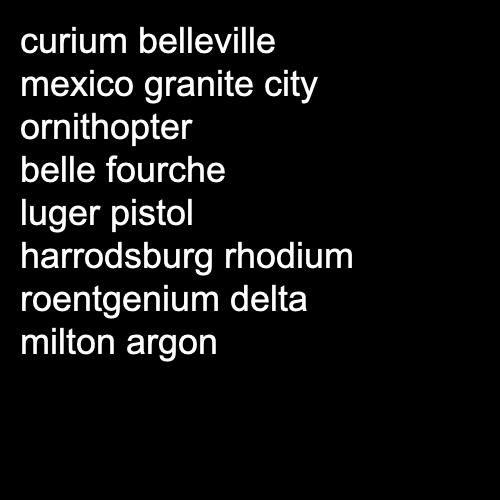 curium belleville
mexico granite city
ornithopter
belle fourche
luger pistol
harrodsburg rhodium
roentgenium delta
milton argon